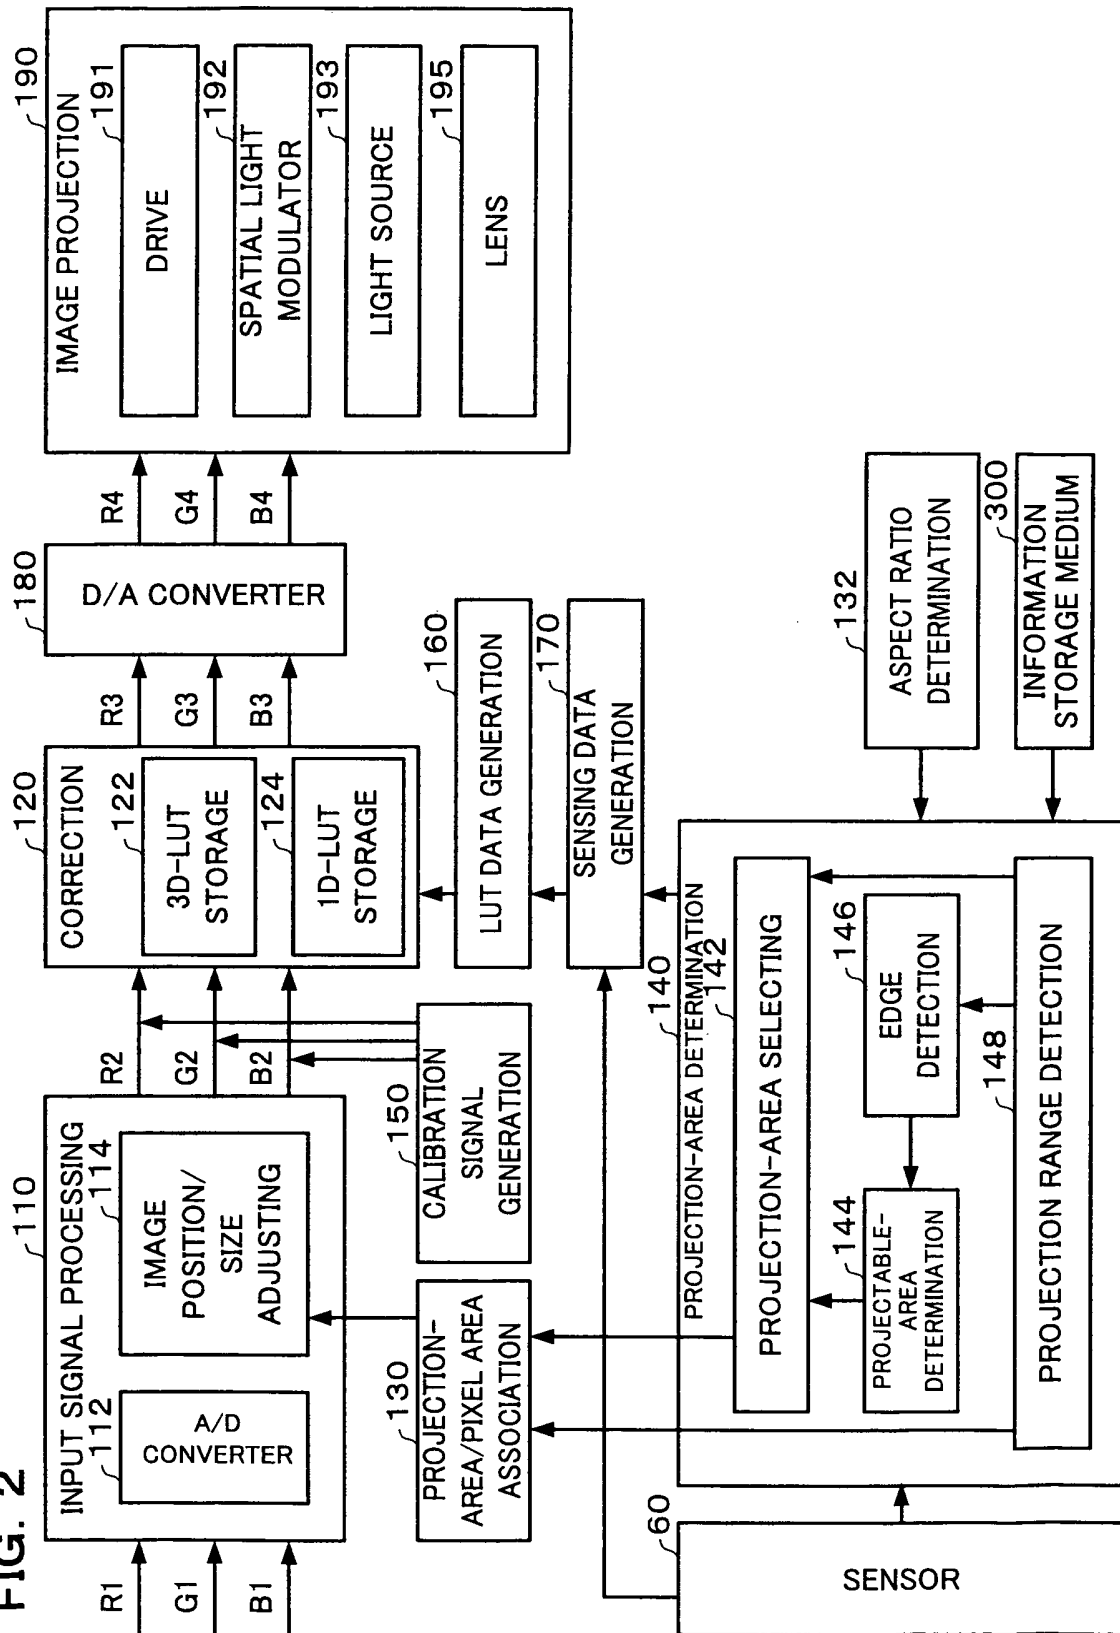 FIG. 2
R1
G1
B1
110
INPUT SIGNAL PROCESSING
112
A/D
CONVERTER
114
IMAGE
POSITION/
SIZE
ADJUSTING
R2
G2
B2
120
CORRECTION
122
3D-LUT
STORAGE
124
1D-LUT
STORAGE
R3
G3
B3
180
D/A CONVERTER
R4
G4
B4
190
IMAGE PROJECTION
191
DRIVE
192
SPATIAL LIGHT
MODULATOR
193
LIGHT SOURCE
195
LENS
130
PROJECTION-
AREA/PIXEL AREA
ASSOCIATION
150
CALIBRATION
SIGNAL
GENERATION
160
LUT DATA GENERATION
170
SENSING DATA
GENERATION
60
SENSOR
140
PROJECTION-AREA DETERMINATION
142
PROJECTION-AREA SELECTING
144
PROJECTABLE-
AREA
DETERMINATION
146
EDGE
DETECTION
148
PROJECTION RANGE DETECTION
132
ASPECT RATIO
DETERMINATION
300
INFORMATION
STORAGE MEDIUM